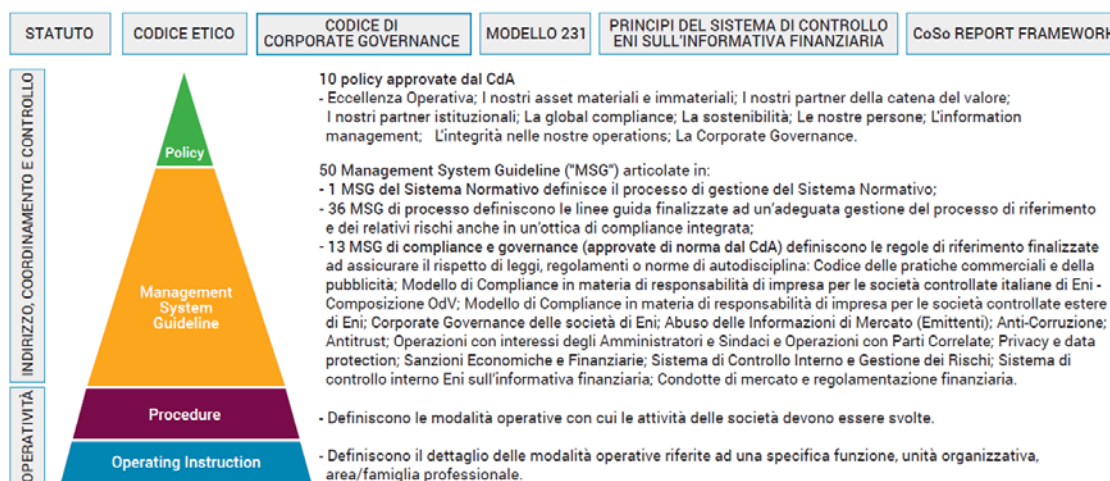 STATUTO
CODICE ETICO
CODICE DI
CORPORATE GOVERNANCE
MODELLO 231
PRINCIPI DEL SISTEMA DI CONTROLLO
ENI SULL'INFORMATIVA FINANZIARIA
CoSo REPORT FRAMEWORK
INDIRIZZO, COORDINAMENTO E CONTROLLO
Policy
10 policy approvate dal CdA
- Eccellenza Operativa; I nostri asset materiali e immateriali; I nostri partner della catena del valore;
I nostri partner istituzionali; La global compliance; La sostenibilità; Le nostre persone; L'information
management; L'integrità nelle nostre operations; La Corporate Governance.
Management
System
Guideline
50 Management System Guideline ("MSG") articolate in:
- 1 MSG del Sistema Normativo definisce il processo di gestione del Sistema Normativo;
- 36 MSG di processo definiscono le linee guida finalizzate ad un'adeguata gestione del processo di riferimento
e dei relativi rischi anche in un'ottica di compliance integrata;
- 13 MSG di compliance e governance (approvate di norma dal CdA) definiscono le regole di riferimento finalizzate
ad assicurare il rispetto di leggi, regolamenti o norme di autodisciplina: Codice delle pratiche commerciali e della
pubblicità; Modello di Compliance in materia di responsabilità di impresa per le società controllate italiane di Eni -
Composizione OdV; Modello di Compliance in materia di responsabilità di impresa per le società controllate estere
di Eni; Corporate Governance delle società di Eni; Abuso delle Informazioni di Mercato (Emittenti); Anti-Corruzione;
Antitrust; Operazioni con interessi degli Amministratori e Sindaci e Operazioni con Parti Correlate; Privacy e data
protection; Sanzioni Economiche e Finanziarie; Sistema di Controllo Interno e Gestione dei Rischi; Sistema di
controllo interno Eni sull'informativa finanziaria; Condotte di mercato e regolamentazione finanziaria.
OPERATIVITÀ
Procedure
- Definiscono le modalità operative con cui le attività delle società devono essere svolte.
Operating Instruction
- Definiscono il dettaglio delle modalità operative riferite ad una specifica funzione, unità organizzativa,
area/famiglia professionale.